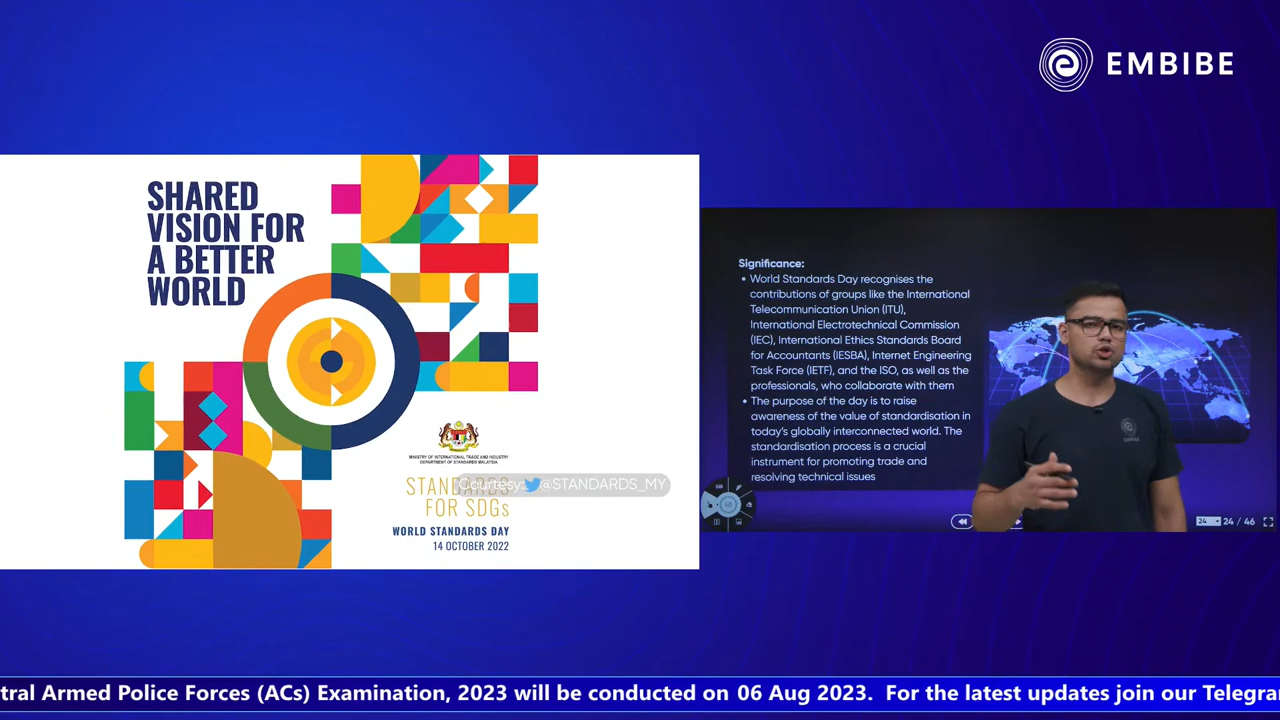 EMBIBE
SHARED
VISION FOR
A BETTER
WORLD
MINISTRY OF INTERNATIONAL TRADE AND INDUSTRY
DEPARTMENT OF STANDARDS MALAYSIA
STANDARDS
FOR SDGs
Courtesy: @STANDARDS_MY
WORLD STANDARDS DAY
14 OCTOBER 2022
Significance:
• World Standards Day recognises the
contributions of groups like the International
Telecommunication Union (ITU),
International Electrotechnical Commission
(IEC), International Ethics Standards Board
for Accountants (IESBA), Internet Engineering
Task Force (IETF), and the ISO, as well as the
professionals, who collaborate with them
• The purpose of the day is to raise
awareness of the value of standardisation in
today's globally interconnected world. The
standardisation process is a crucial
instrument for promoting trade and
resolving technical issues
24 24 / 46
tral Armed Police Forces (ACs) Examination, 2023 will be conducted on 06 Aug 2023. For the latest updates join our Telegra